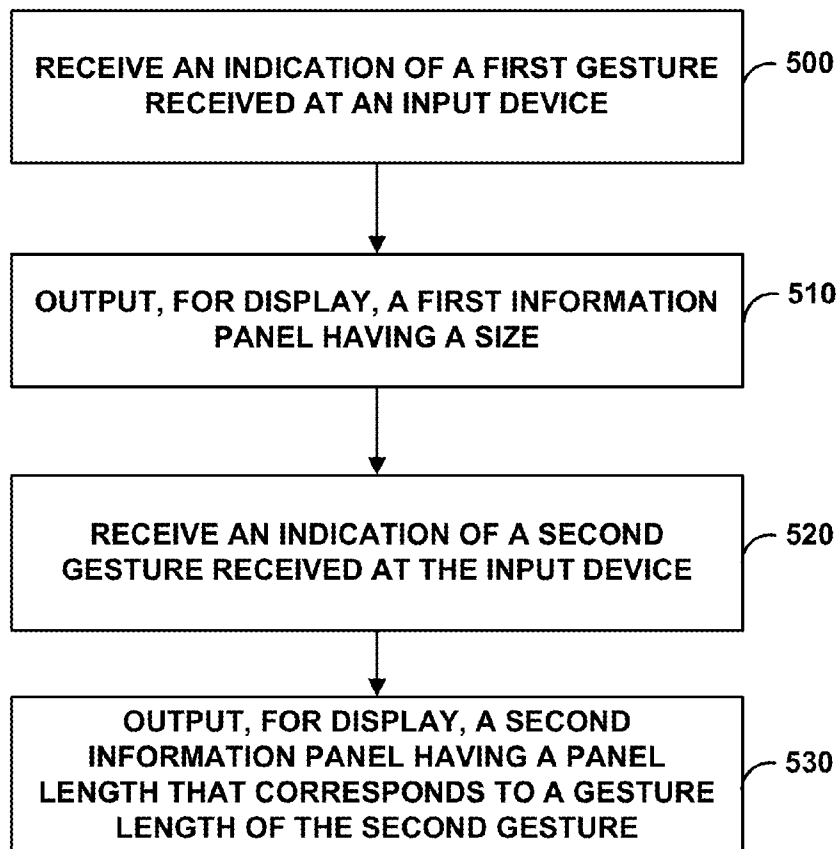 RECEIVE AN INDICATION OF A FIRST GESTURE
RECEIVED AT AN INPUT DEVICE
500
OUTPUT, FOR DISPLAY, A FIRST INFORMATION
PANEL HAVING A SIZE
510
RECEIVE AN INDICATION OF A SECOND
GESTURE RECEIVED AT THE INPUT DEVICE
520
OUTPUT, FOR DISPLAY, A SECOND
INFORMATION PANEL HAVING A PANEL
LENGTH THAT CORRESPONDS TO A GESTURE
LENGTH OF THE SECOND GESTURE
530